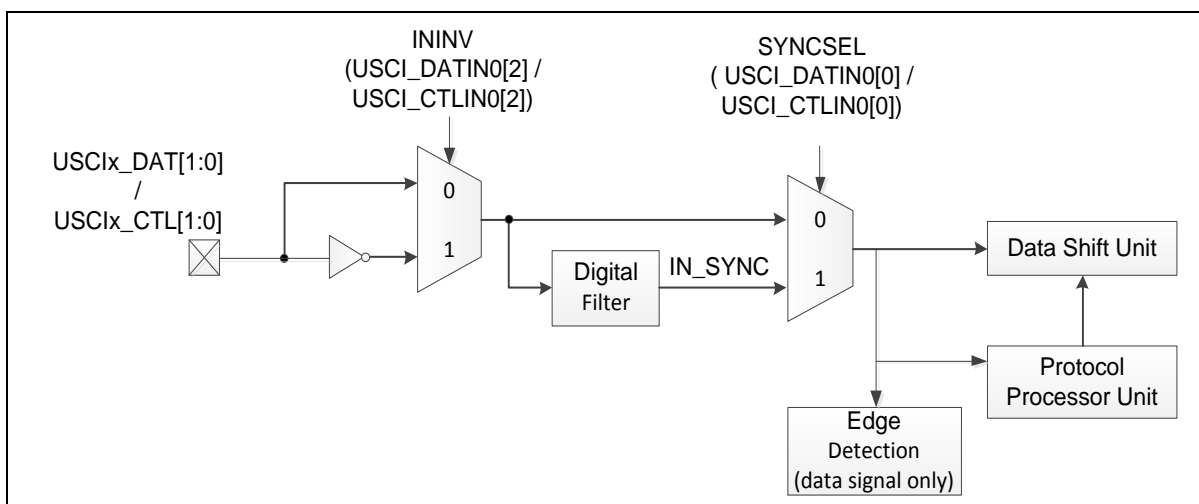 ININV
(USCI_DATIN0[2] /
USCI_CTLIN0[2])
SYNCSEL
( USCI_DATIN0[0] /
USCI_CTLIN0[0])
USCIx_DAT[1:0]
/
USCIx_CTL[1:0]
0
1
Digital
Filter
IN_SYNC
0
1
Data Shift Unit
Protocol
Processor Unit
Edge
Detection
(data signal only)